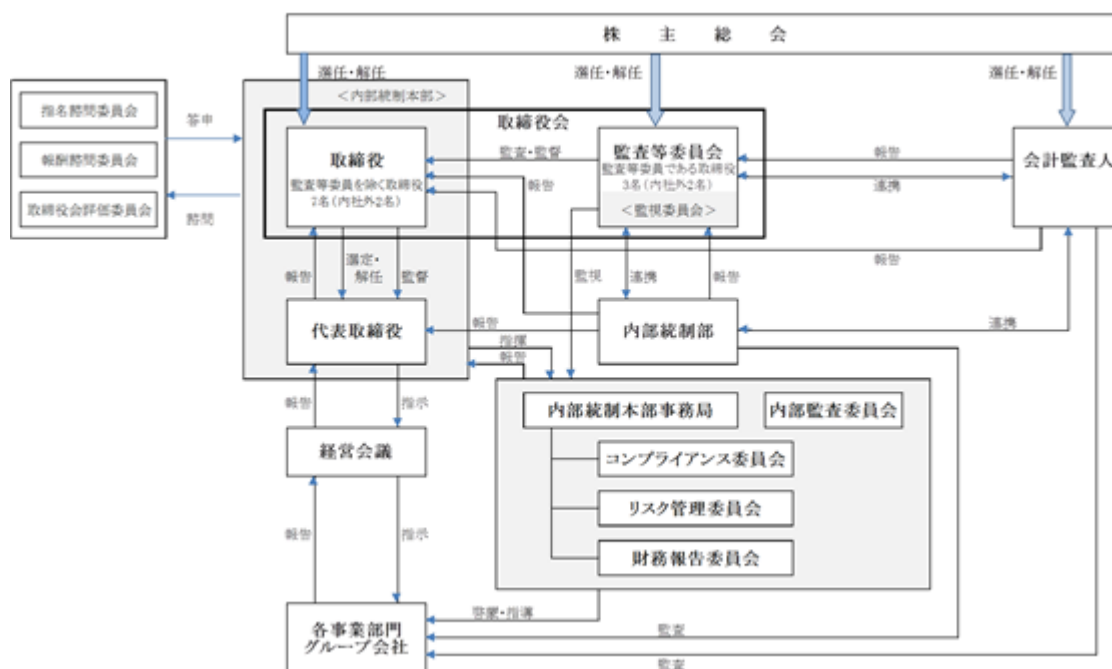 株主総会
選任・解任
選任・解任
選任・解任
<内部統制本部>
指名諮問委員会
報酬諮問委員会
取締役会評価委員会
答申
諮問
取締役会
取締役
監査等委員を除く取締役
7名(内社外2名)
監査・監督
報告
監査等委員会
監査等委員である取締役
3名(内社外2名)
<監視委員会>
報告
連携
会計監査人
報告
報告
選定・
解任
監督
監視
連携
報告
代表取締役
報告
内部統制部
連携
指揮
報告
報告
指示
内部統制本部事務局
内部監査委員会
経営会議
コンプライアンス委員会
リスク管理委員会
報告
指示
財務報告委員会
啓蒙・指導
各事業部門
グループ会社
監査
監査